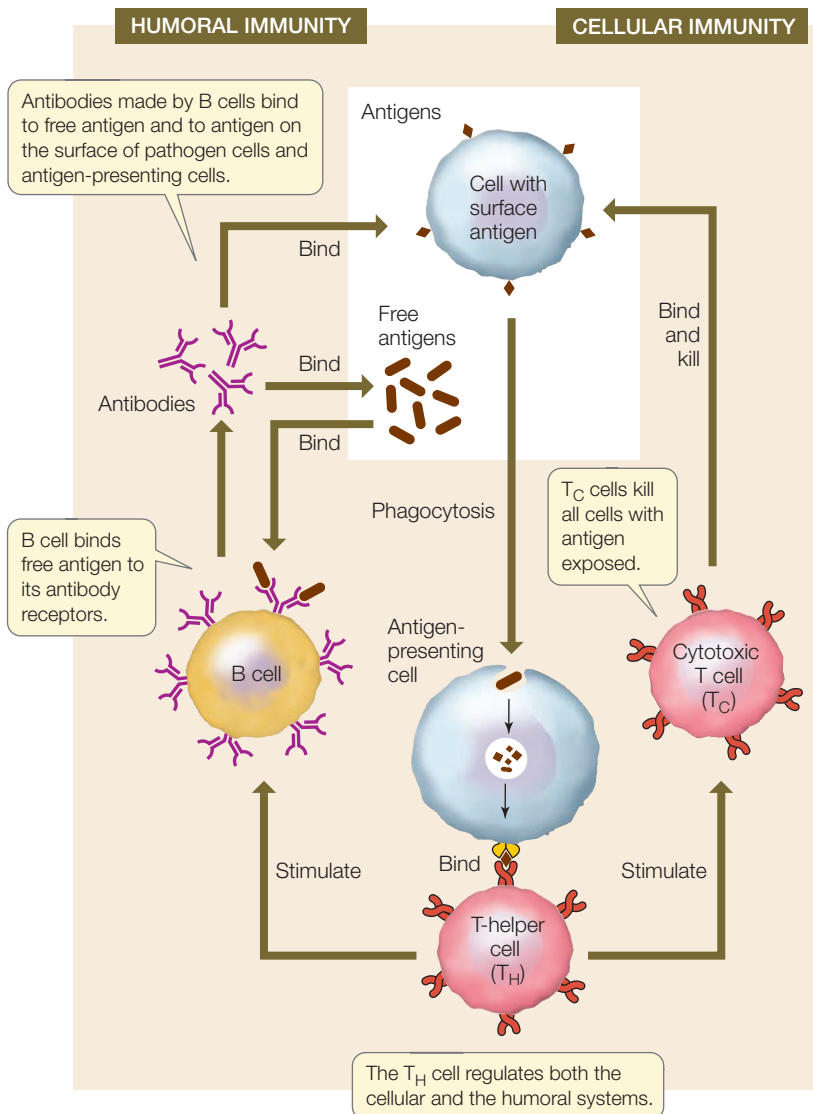 HUMORAL IMMUNITY
CELLULAR IMMUNITY
Antibodies made by B cells bind
to free antigen and to antigen on
the surface of pathogen cells and
antigen-presenting cells.
Antigens
Cell with
surface
antigen
Bind
Free
antigens
Bind
Bind
and
kill
Antibodies
Bind
Phagocytosis
TC cells kill
all cells with
antigen
exposed.
B cell binds
free antigen to
its antibody
receptors.
Antigen-
presenting
cell
B cell
Cytotoxic
T cell
(TC)
Bind
Stimulate
Stimulate
T-helper
cell
(TH)
The TH cell regulates both the
cellular and the humoral systems.